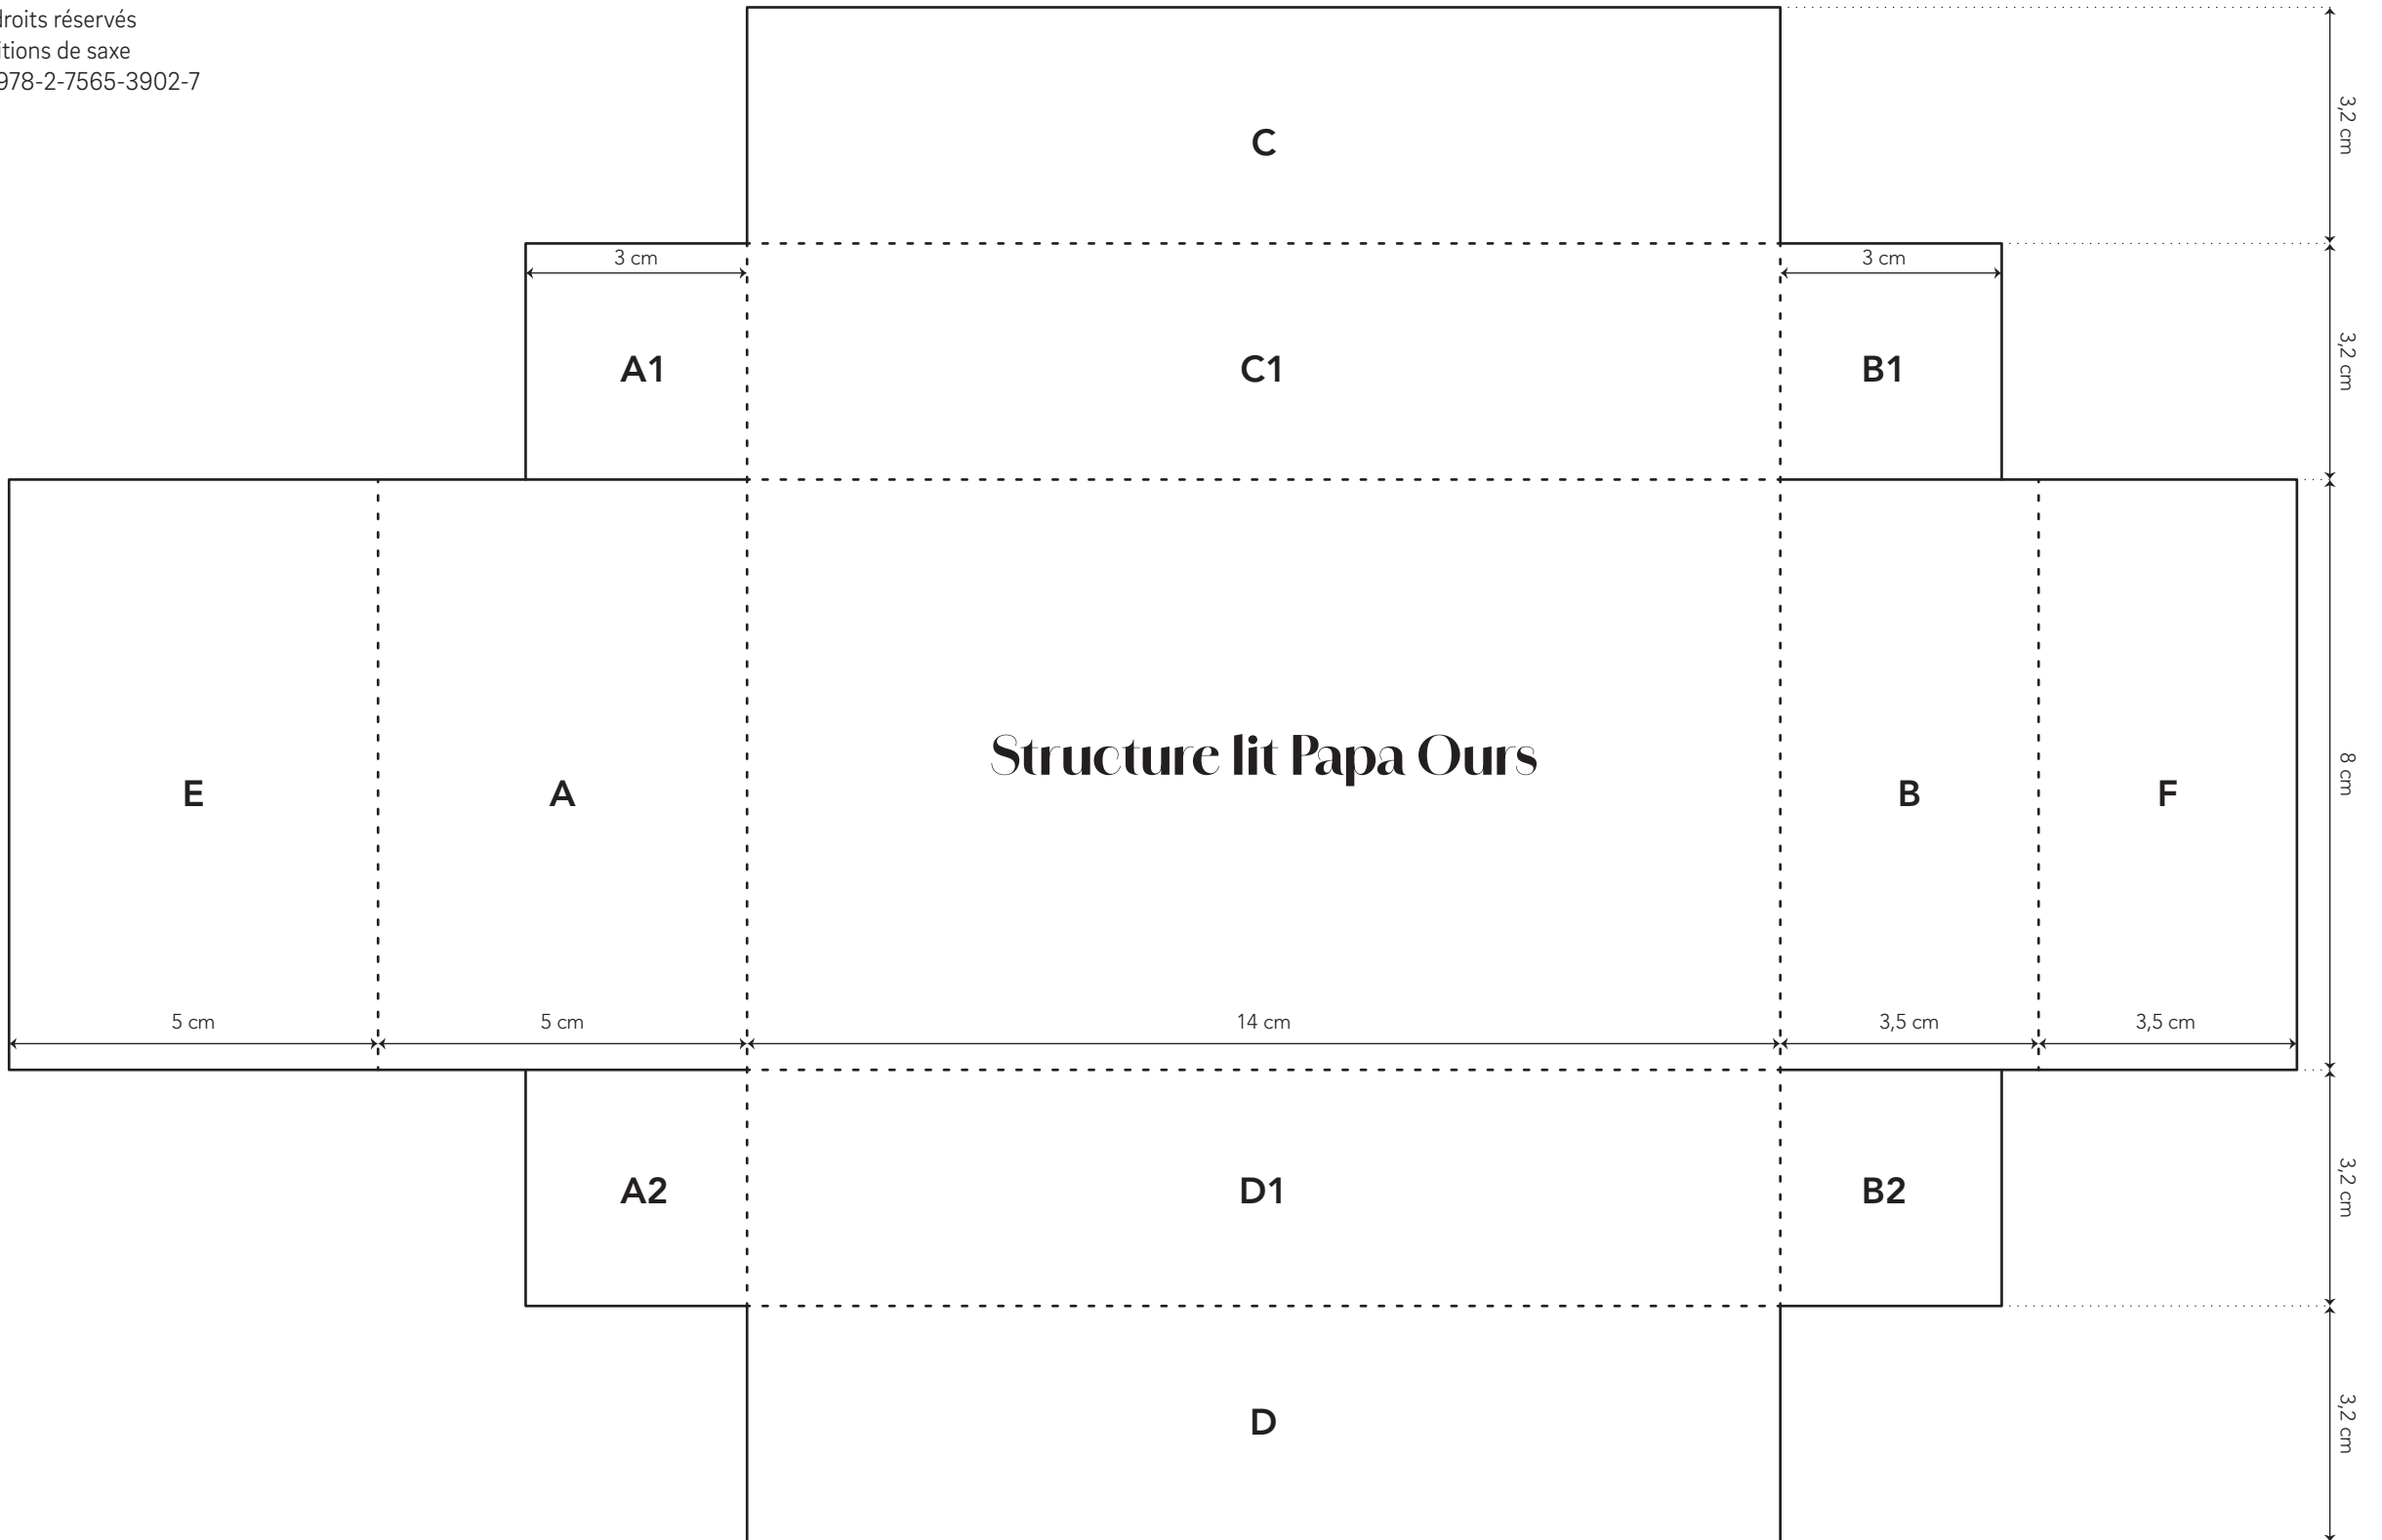 droits réservés
itions de saxe
978-2-7565-3902-7
C
3,2 cm
3 cm
3 cm
A1
C1
B1
3,2 cm
Structure lit Papa Ours
E
A
B
F
8 cm
5 cm
5 cm
14 cm
3,5 cm
3,5 cm
A2
D1
B2
3,2 cm
D
3,2 cm